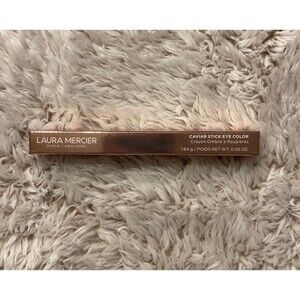 LAURA MERCIER
PARIS / NEW YORK
CAVIAR STICK EYE COLOR
Crayon Ombre à Paupières
1.64 g / POIDS NET WT. 0.05 OZ.